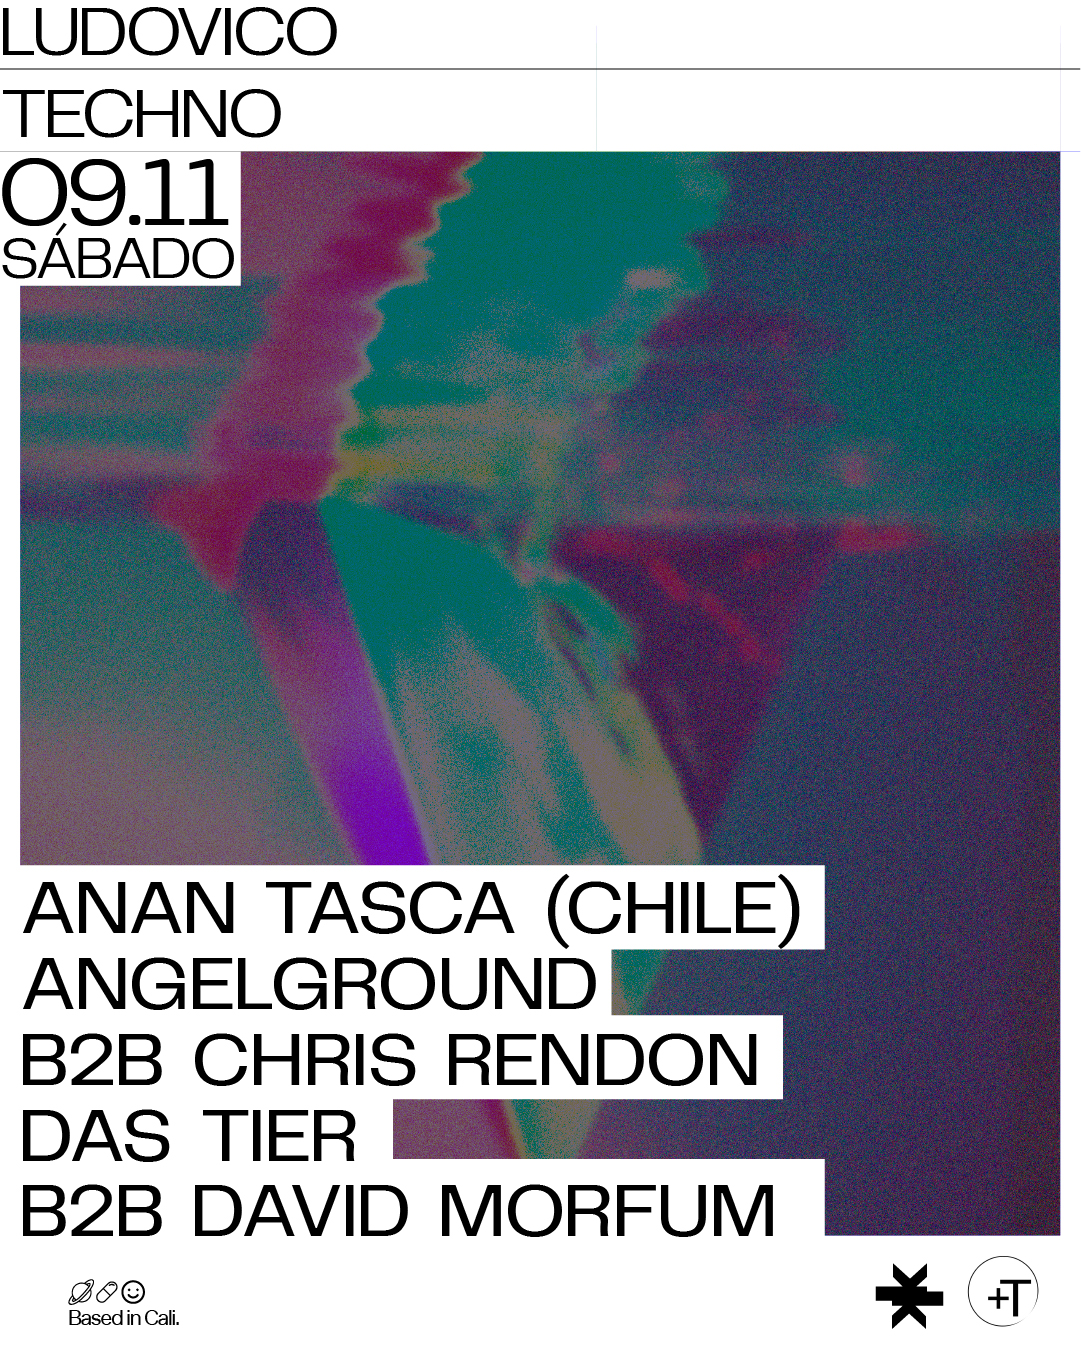 LUDOVICO
TECHNO
09.11
SÁBADO
ANAN TASCA (CHILE)
ANGELGROUND
B2B CHRIS RENDON
DAS TIER
B2B DAVID MORFUM
Based in Cali.
+T